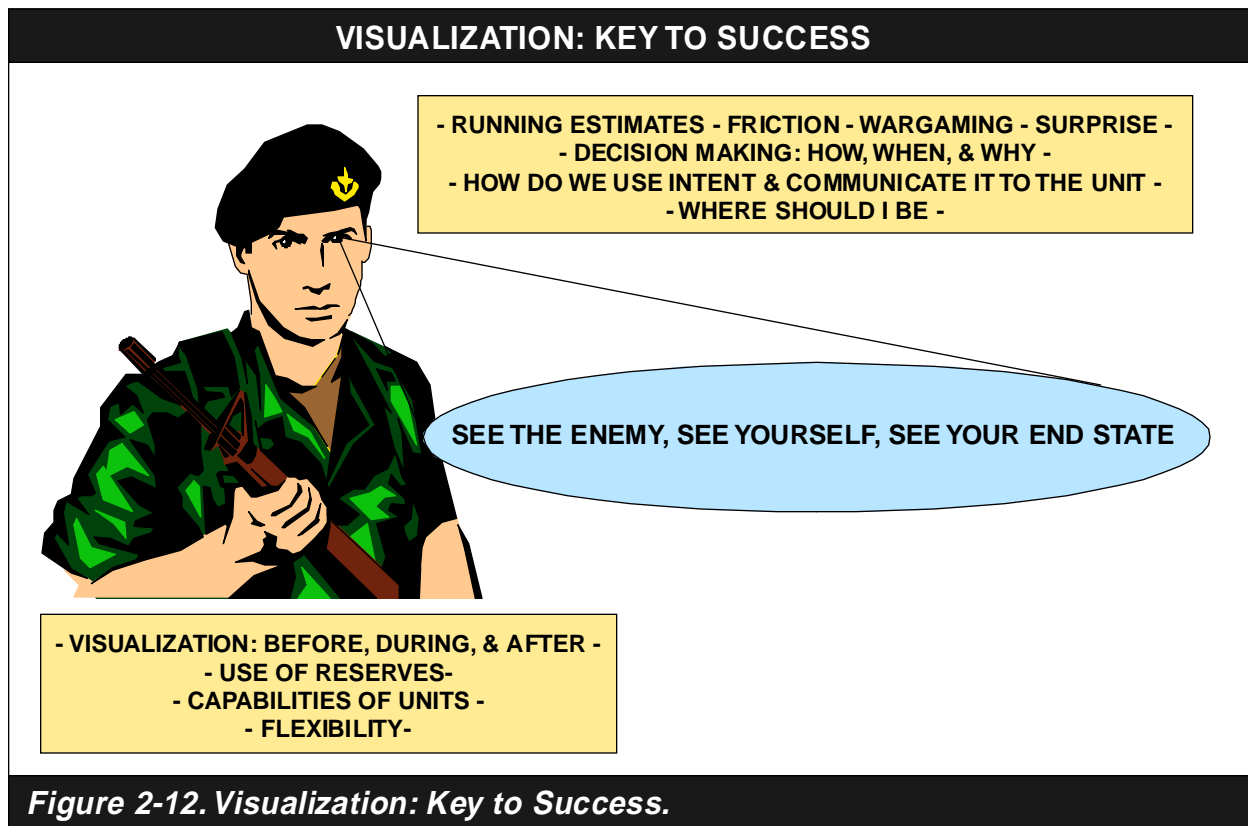 VISUALIZATION: KEY TO SUCCESS
- RUNNING ESTIMATES - FRICTION - WARGAMING - SURPRISE -
- DECISION MAKING: HOW, WHEN, & WHY -
- HOW DO WE USE INTENT & COMMUNICATE IT TO THE UNIT -
- WHERE SHOULD I BE -
SEE THE ENEMY, SEE YOURSELF, SEE YOUR END STATE
- VISUALIZATION: BEFORE, DURING, & AFTER -
- USE OF RESERVES-
- CAPABILITIES OF UNITS -
- FLEXIBILITY-
Figure 2-12. Visualization: Key to Success.